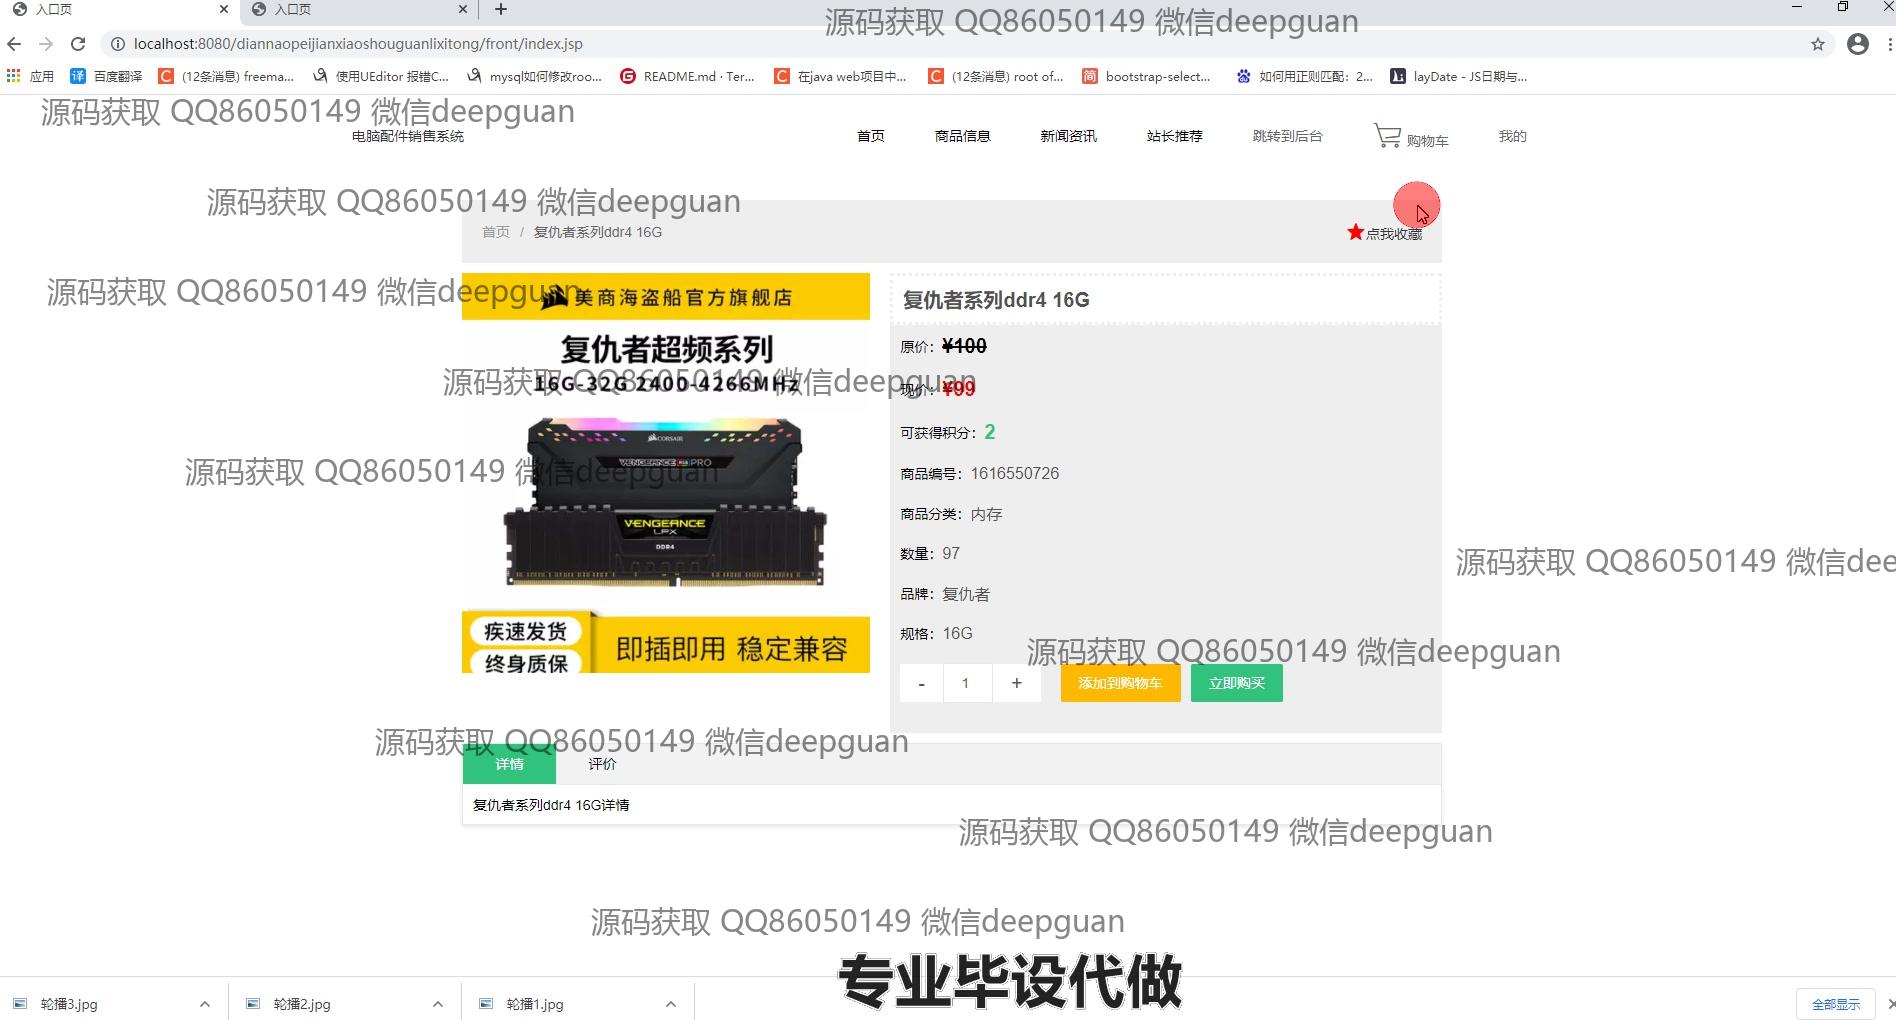 入口页
入口页
源码获取 QQ86050149 微信deepguan
localhost:8080/diannaopeijianxiaoshouguanlixitong/front/index.jsp
应用 百度翻译 (12条消息) freema... 使用UEditor 报错C... mysql如何修改roo... README.md · Ter... 在java web项目中... (12条消息) root of... bootstrap-select... 如何用正则匹配：2... layDate - JS日期与...
源码获取 QQ86050149 微信deepguan
电脑配件销售系统 首页 商品信息 新闻资讯 站长推荐 跳转到后台 购物车 我的
源码获取 QQ86050149 微信deepguan
首页 / 复仇者系列ddr4 16G 点我收藏
源码获取 QQ86050149 微信deepguan
美商海盗船官方旗舰店
复仇者超频系列
16G-32G 2400-4266MHz
源码获取 QQ86050149 微信deepguan
CORSAIR
VENGEANCE RGB PRO
源码获取 QQ86050149 微信deepguan
VENGEANCE
LPX
DDR4
疾速发货
终身质保
即插即用 稳定兼容
复仇者系列ddr4 16G
原价：¥100
现价：¥99
可获得积分：2
商品编号：1616550726
商品分类：内存
数量：97
品牌：复仇者
规格：16G
源码获取 QQ86050149 微信dee
源码获取 QQ86050149 微信deepguan
- 1 + 添加到购物车 立即购买
源码获取 QQ86050149 微信deepguan
详情 评价
复仇者系列ddr4 16G详情
源码获取 QQ86050149 微信deepguan
源码获取 QQ86050149 微信deepguan
专业毕设代做
轮播3.jpg 轮播2.jpg 轮播1.jpg 全部显示